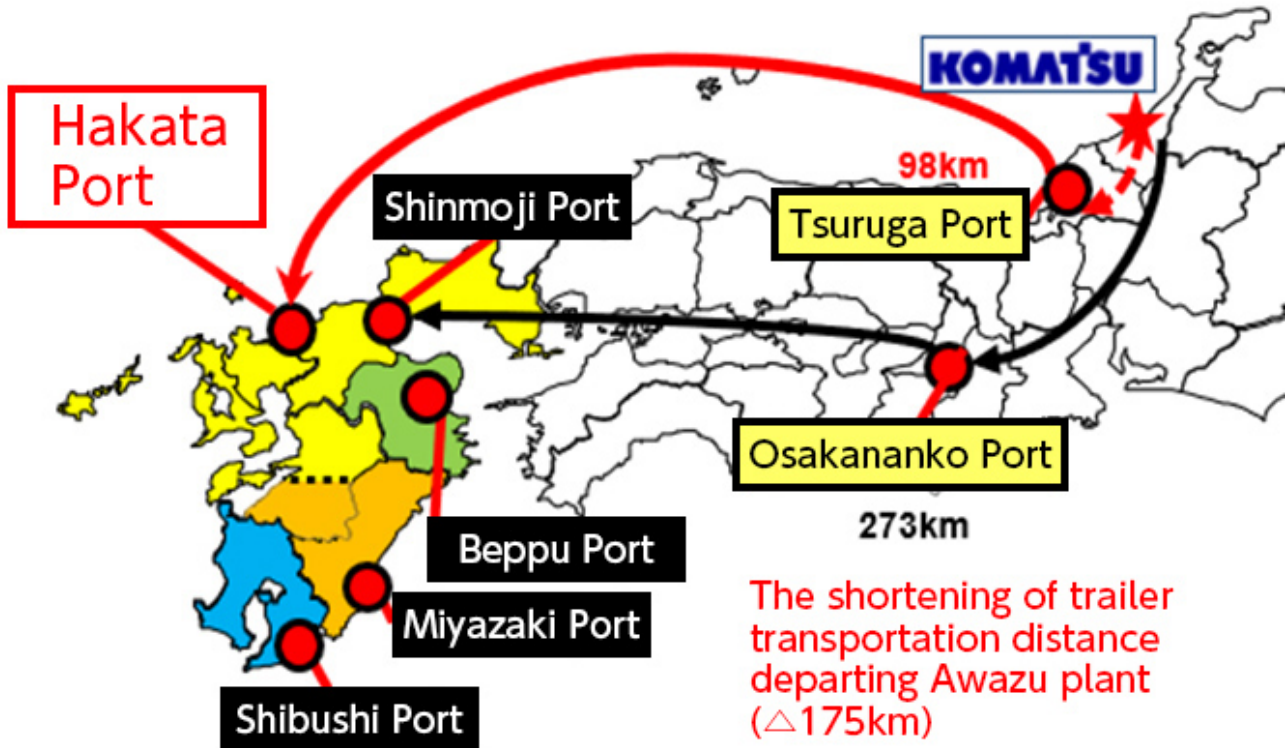 KOMATSU
Hakata
Port
98km
Shinmoji Port
Tsuruga Port
Osakananko Port
273km
Beppu Port
Miyazaki Port
Shibushi Port
The shortening of trailer
transportation distance
departing Awazu plant
(△175km)